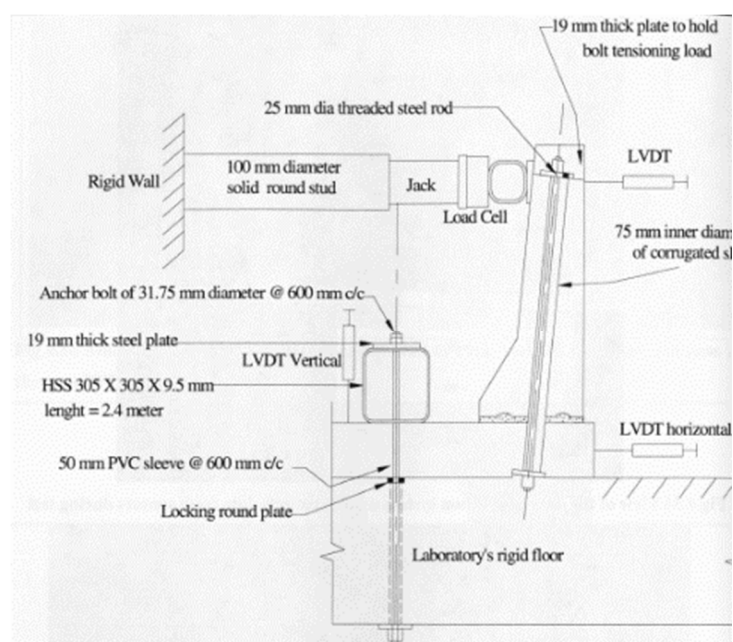 19 mm thick plate to hold
bolt tensioning load
25 mm dia threaded steel rod
LVDT
Rigid Wall
100 mm diameter
solid round stud
Jack
Load Cell
75 mm inner diam
of corrugated sl
Anchor bolt of 31.75 mm diameter @ 600 mm c/c
19 mm thick steel plate
LVDT Vertical
HSS 305 X 305 X 9.5 mm
lenght = 2.4 meter
LVDT horizontal
50 mm PVC sleeve @ 600 mm c/c
Locking round plate
Laboratory's rigid floor